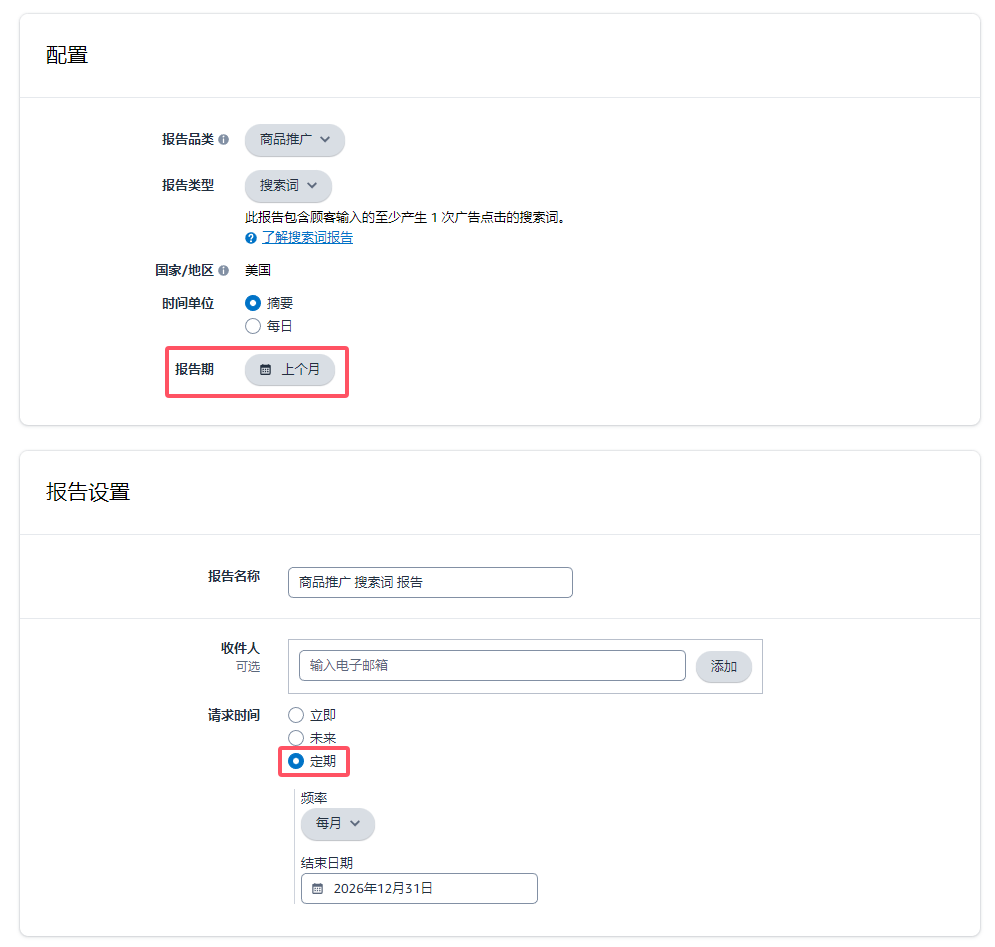 配置
报告品类 商品推广
报告类型 搜索词
此报告包含顾客输入的至少产生 1 次广告点击的搜索词。
了解搜索词报告
国家/地区 美国
时间单位 摘要
每日
报告期 上个月
报告设置
报告名称 商品推广 搜索词 报告
收件人 输入电子邮箱 添加
可选
请求时间 立即
未来
定期
频率
每月
结束日期
2026年12月31日